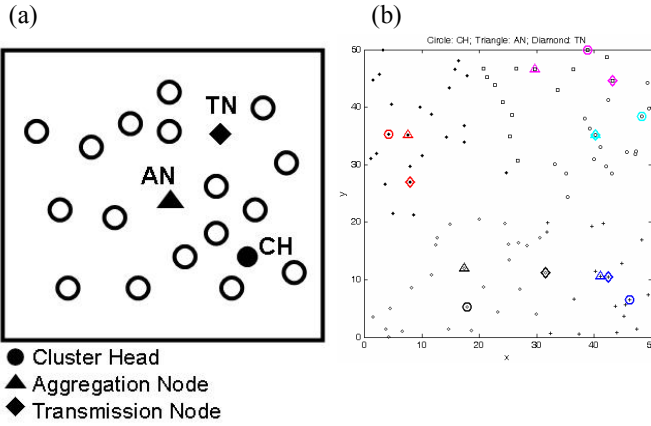 (a)
(b)
TN
AN
CH
Cluster Head
Aggregation Node
Transmission Node
Circle: CH; Triangle: AN; Diamond: TN
50
40
30
20
10
0
y
0 10 20 30 40 50
x